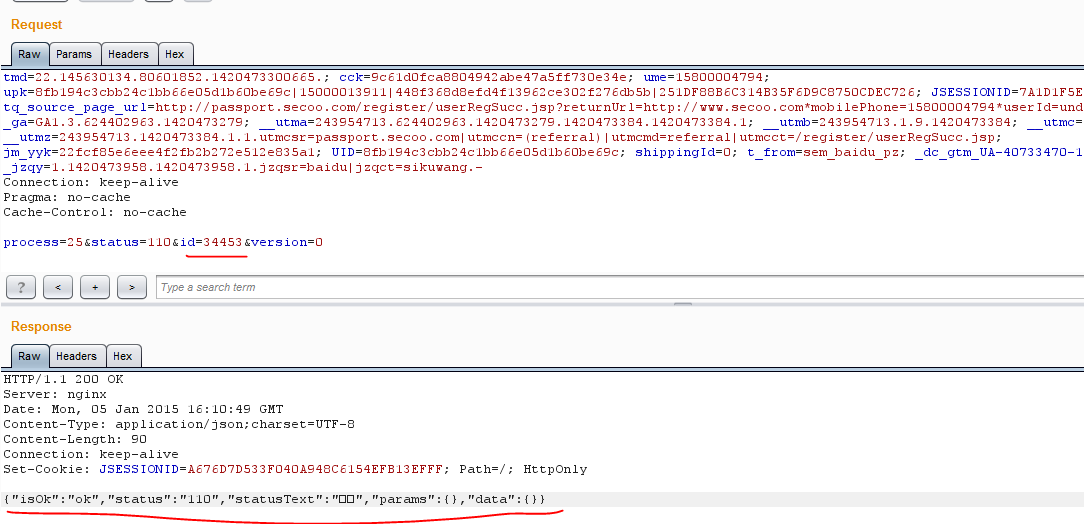 Request
Raw Params Headers Hex
tmd=22.145630134.80601852.1420473300665.; cck=9c61d0fca8804942abe47a5ff730e34e; ume=15800004794;
upk=8fb194c3cbb24c1bb66e05d1b60be69c|15000013911|448f368d8efd4f13962ce302f276db5b|251DF88B6C314B35F6D9C8750CDEC726; JSESSIONID=7A1D1F5E
tq_source_page_url=http://passport.secoo.com/register/userRegSucc.jsp?returnUrl=http://www.secoo.com*mobilePhone=15800004794*userId=und
_ga=GA1.3.624402963.1420473279; __utma=243954713.624402963.1420473279.1420473384.1420473384.1; __utmb=243954713.1.9.1420473384; __utmc=
__utmz=243954713.1420473384.1.1.utmcsr=passport.secoo.com|utmccn=(referral)|utmcmd=referral|utmcct=/register/userRegSucc.jsp;
jm_yyk=22fcf85e6eee4f2fb2b272e512e835a1; UID=8fb194c3cbb24c1bb66e05d1b60be69c; shippingId=0; t_from=sem_baidu_pz; _dc_gtm_UA-40733470-1
_jzqy=1.1420473958.1420473958.1.jzqsr=baidu|jzqct=sikuwang.-
Connection: keep-alive
Pragma: no-cache
Cache-Control: no-cache
process=25&status=110&id=34453&version=0
? < + > Type a search term
Response
Raw Headers Hex
HTTP/1.1 200 OK
Server: nginx
Date: Mon, 05 Jan 2015 16:10:49 GMT
Content-Type: application/json;charset=UTF-8
Content-Length: 90
Connection: keep-alive
Set-Cookie: JSESSIONID=A676D7D533F040A948C6154EFB13EFFF; Path=/; HttpOnly
{"isOk":"ok","status":"110","statusText":"□□","params":{},"data":{}}